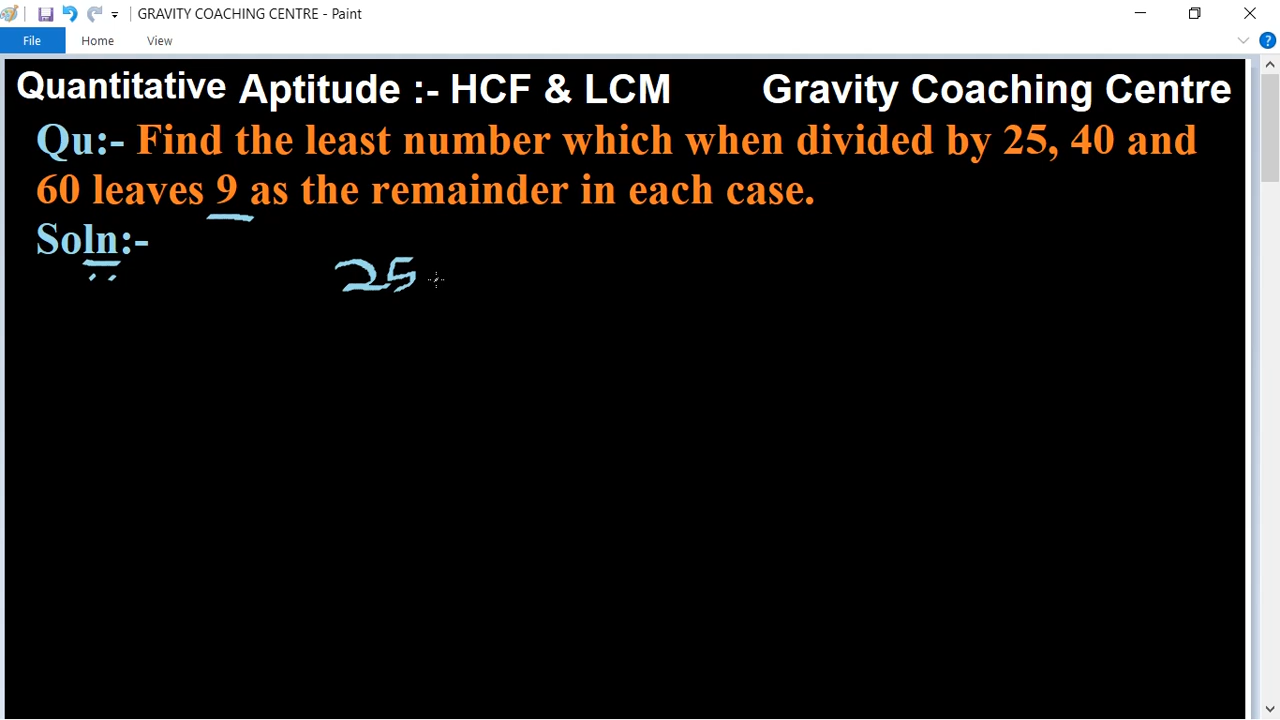 GRAVITY COACHING CENTRE - Paint
File Home View
Quantitative Aptitude :- HCF & LCM Gravity Coaching Centre
Qu:- Find the least number which when divided by 25, 40 and
60 leaves 9 as the remainder in each case.
Soln:-
25